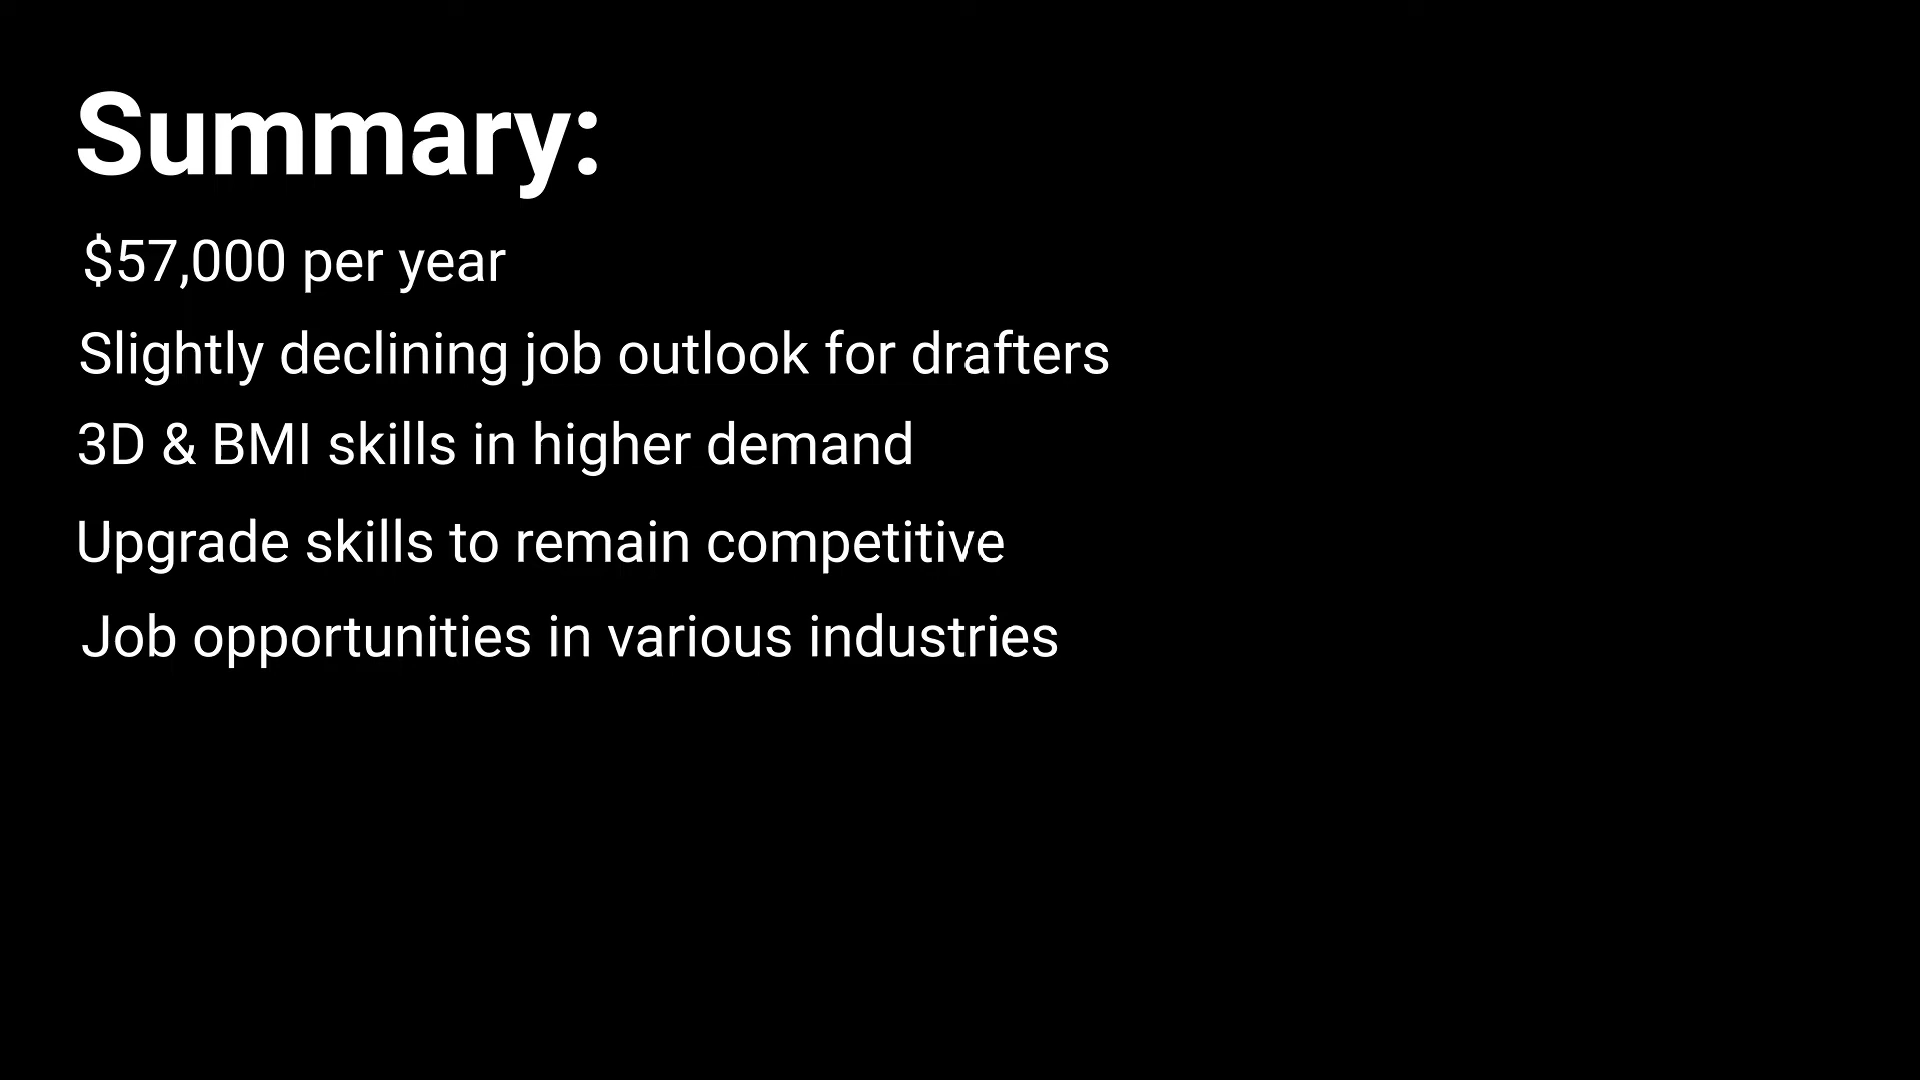 Summary:
$57,000 per year
Slightly declining job outlook for drafters
3D & BMI skills in higher demand
Upgrade skills to remain competitive
Job opportunities in various industries